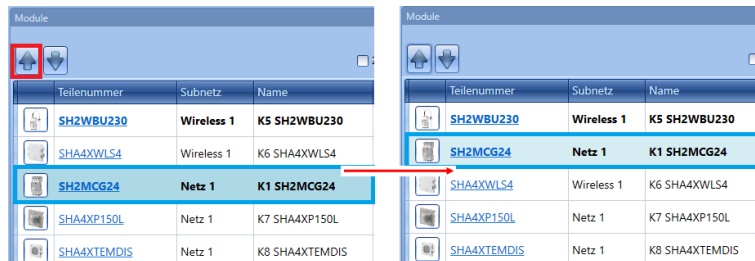 Module
Teilenummer Subnetz Name
SH2WBU230 Wireless 1 K5 SH2WBU230
SHA4XWLS4 Wireless 1 K6 SHA4XWLS4
SH2MCG24 Netz 1 K1 SH2MCG24
SHA4XP150L Netz 1 K7 SHA4XP150L
SHA4XTEMDIS Netz 1 K8 SHA4XTEMDIS
Module
Teilenummer Subnetz Name
SH2WBU230 Wireless 1 K5 SH2WBU230
SH2MCG24 Netz 1 K1 SH2MCG24
SHA4XWLS4 Wireless 1 K6 SHA4XWLS4
SHA4XP150L Netz 1 K7 SHA4XP150L
SHA4XTEMDIS Netz 1 K8 SHA4XTEMDIS